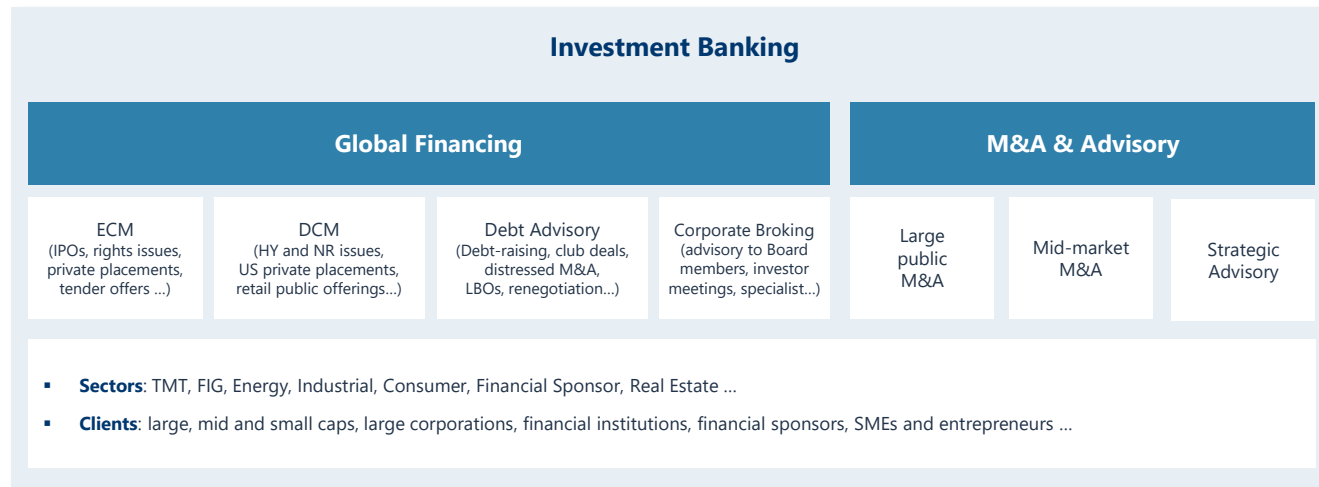 Investment Banking
Global Financing
M&A & Advisory
ECM
(IPOs, rights issues,
private placements,
tender offers ...)
DCM
(HY and NR issues,
US private placements,
retail public offerings...)
Debt Advisory
(Debt-raising, club deals,
distressed M&A,
LBOs, renegotiation...)
Corporate Broking
(advisory to Board
members, investor
meetings, specialist...)
Large
public
M&A
Mid-market
M&A
Strategic
Advisory
▪ Sectors: TMT, FIG, Energy, Industrial, Consumer, Financial Sponsor, Real Estate ...
▪ Clients: large, mid and small caps, large corporations, financial institutions, financial sponsors, SMEs and entrepreneurs ...